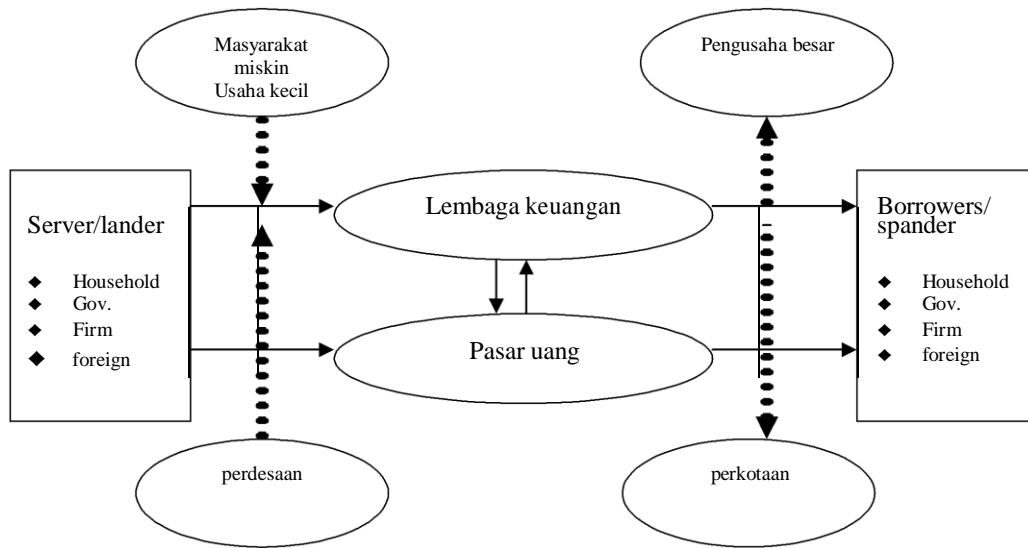 Masyarakat
miskin
Usaha kecil
Pengusaha besar
Server/lander
◆ Household
◆ Gov.
◆ Firm
◆ foreign
Lembaga keuangan
Pasar uang
Borrowers/
spander
◆ Household
◆ Gov.
◆ Firm
◆ foreign
perdesaan
perkotaan